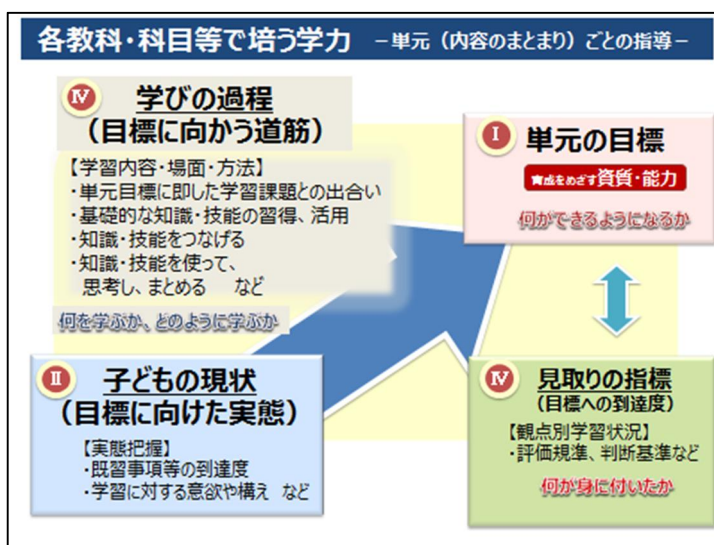 各教科・科目等で培う学力 －単元（内容のまとまり）ごとの指導－
Ⅳ 学びの過程
（目標に向かう道筋）
【学習内容・場面・方法】
・単元目標に即した学習課題との出合い
・基礎的な知識・技能の習得、活用
・知識・技能をつなげる
・知識・技能を使って、
思考し、まとめる など
何を学ぶか、どのように学ぶか
Ⅰ 単元の目標
育成をめざす資質・能力
何ができるようになるか
Ⅱ 子どもの現状
（目標に向けた実態）
【実態把握】
・既習事項等の到達度
・学習に対する意欲や構え など
Ⅳ 見取りの指標
（目標への到達度）
【観点別学習状況】
・評価規準、判断基準など
何が身に付いたか